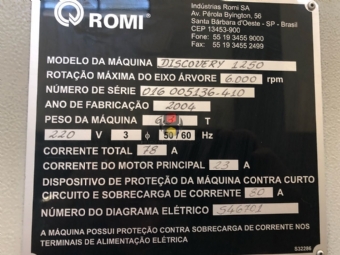 ROMI
Indústrias Romi SA
Av. Pérola Byington, 56
Santa Bárbara d'Oeste - SP - Brasil
CEP 13453-900
Fone: 55 19 3455 9000
Fax: 55 19 3455 2499
MODELO DA MÁQUINA DISCOVERY 1250
ROTAÇÃO MÁXIMA DO EIXO ÁRVORE 6.000 rpm
NÚMERO DE SÉRIE 016 005136-410
ANO DE FABRICAÇÃO 2004
PESO DA MÁQUINA T
220 V 3 ϕ 50/60 Hz
CORRENTE TOTAL 78 A
CORRENTE DO MOTOR PRINCIPAL 23 A
DISPOSITIVO DE PROTEÇÃO DA MÁQUINA CONTRA CURTO
CIRCUITO E SOBRECARGA DE CORRENTE 80 A
NÚMERO DO DIAGRAMA ELÉTRICO S46701
A MÁQUINA POSSUI PROTEÇÃO CONTRA SOBRECARGA DE CORRENTE NOS
TERMINAIS DE ALIMENTAÇÃO ELÉTRICA
S32286